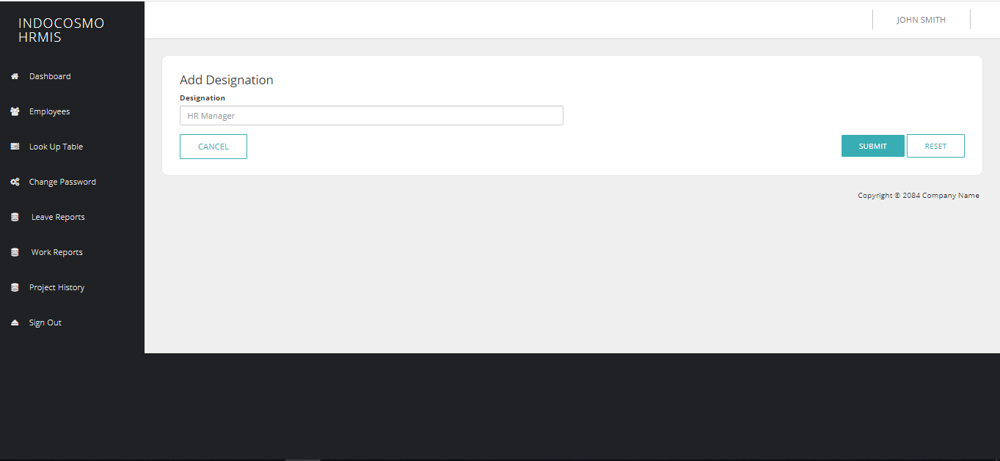 INDOCOSMO
HRMIS
JOHN SMITH
Dashboard
Employees
Look Up Table
Change Password
Leave Reports
Work Reports
Project History
Sign Out
Add Designation
Designation
HR Manager
CANCEL
SUBMIT
RESET
Copyright © 2084 Company Name